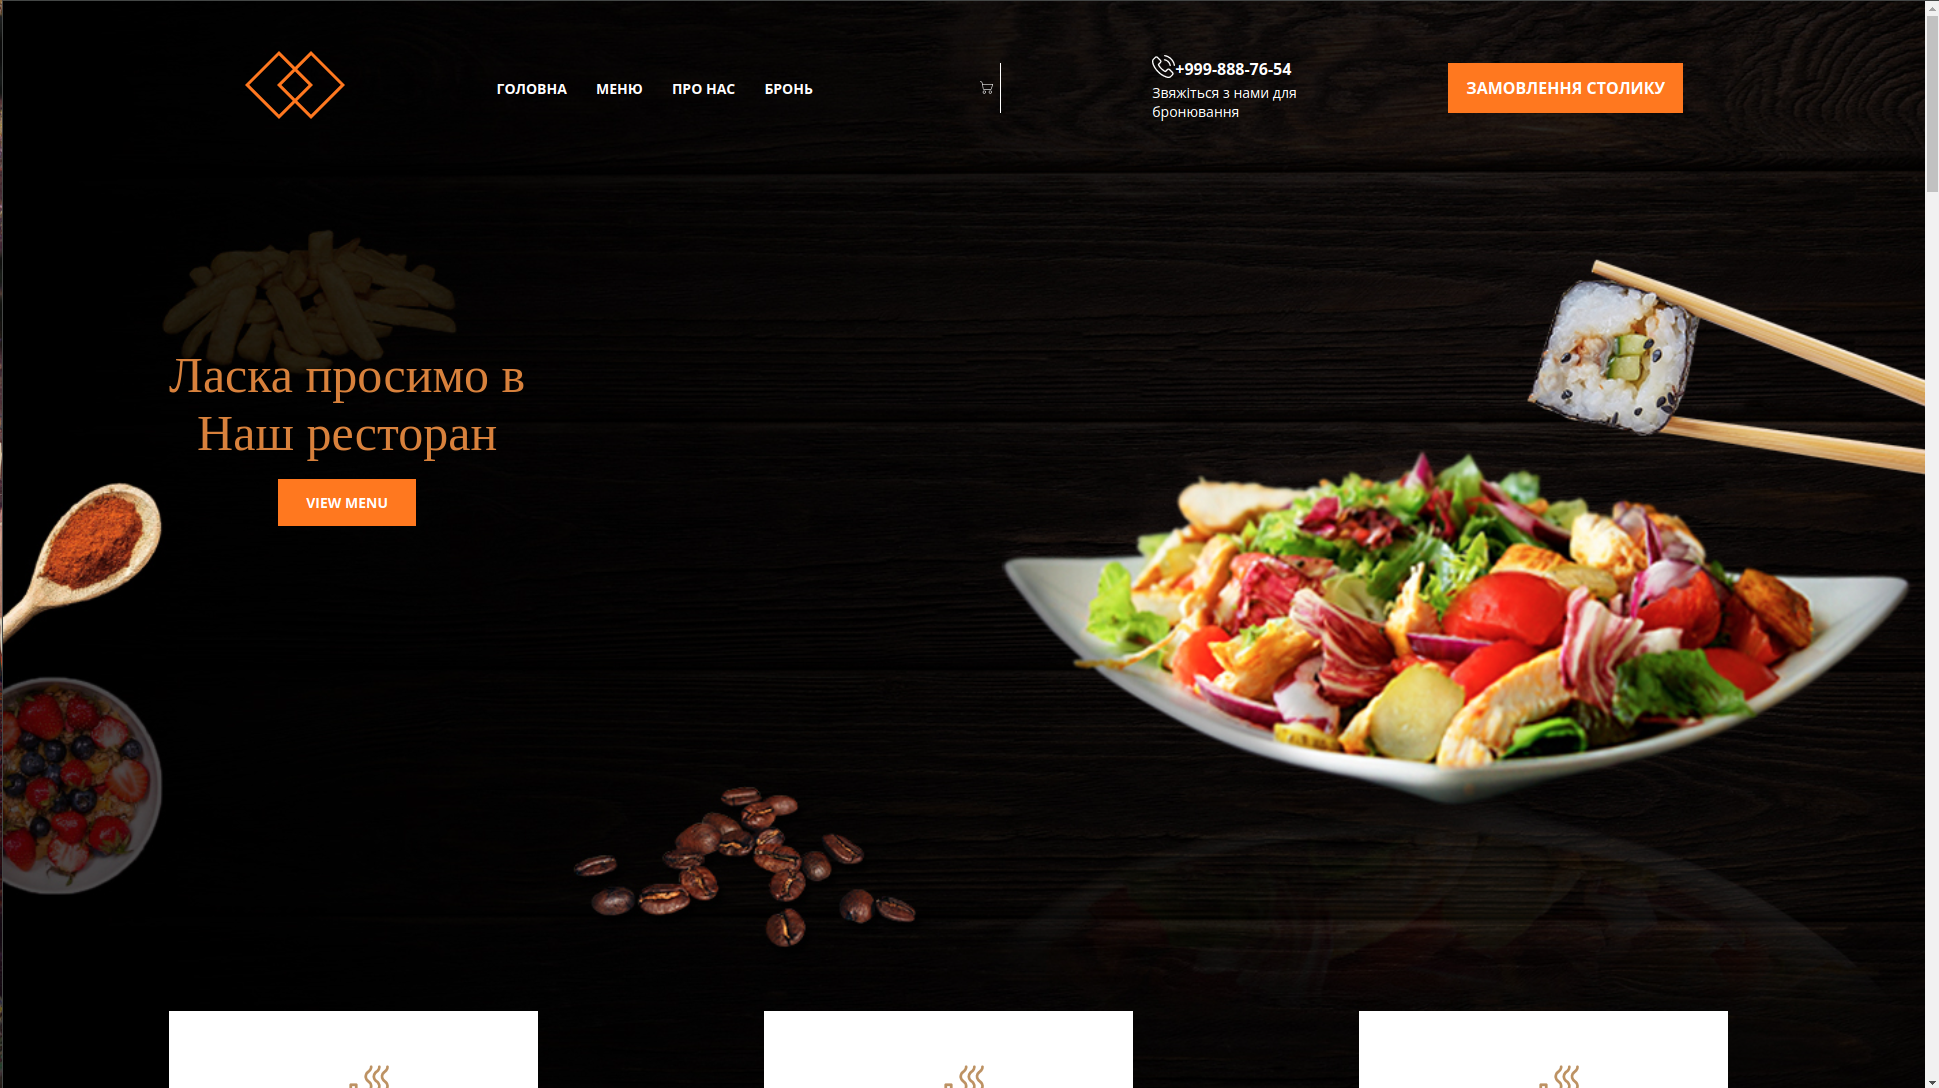 ГОЛОВНА МЕНЮ ПРО НАС БРОНЬ
+999-888-76-54
Звяжіться з нами для
бронювання
ЗАМОВЛЕННЯ СТОЛИКУ
Ласка просимо в
Наш ресторан
VIEW MENU